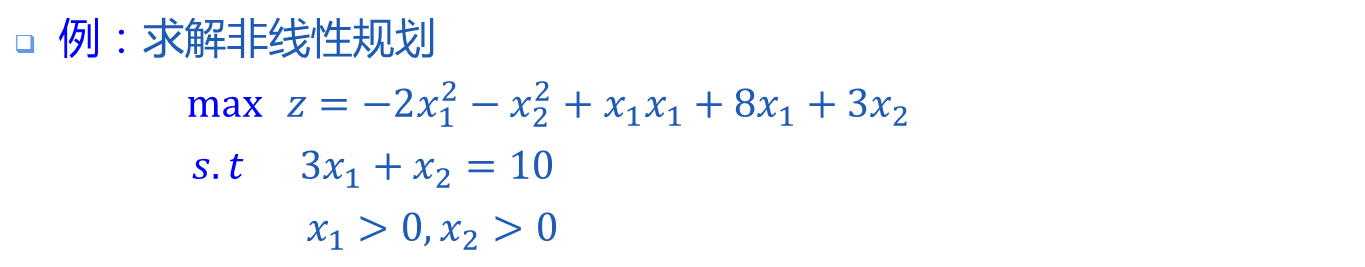 例：求解非线性规划
max z = −2x₁² − x₂² + x₁x₁ + 8x₁ + 3x₂
s.t 3x₁ + x₂ = 10
x₁ > 0, x₂ > 0